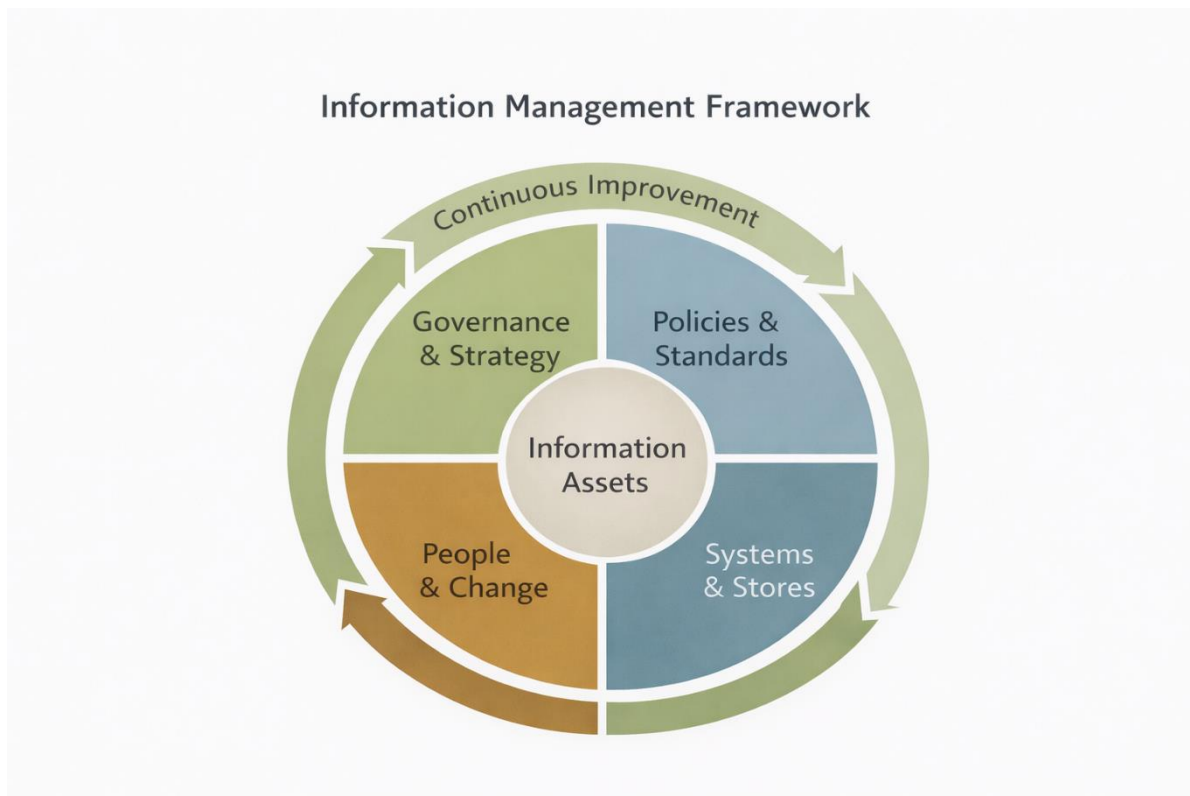 Information Management Framework
Continuous Improvement
Governance
& Strategy
Policies &
Standards
Information
Assets
People
& Change
Systems
& Stores